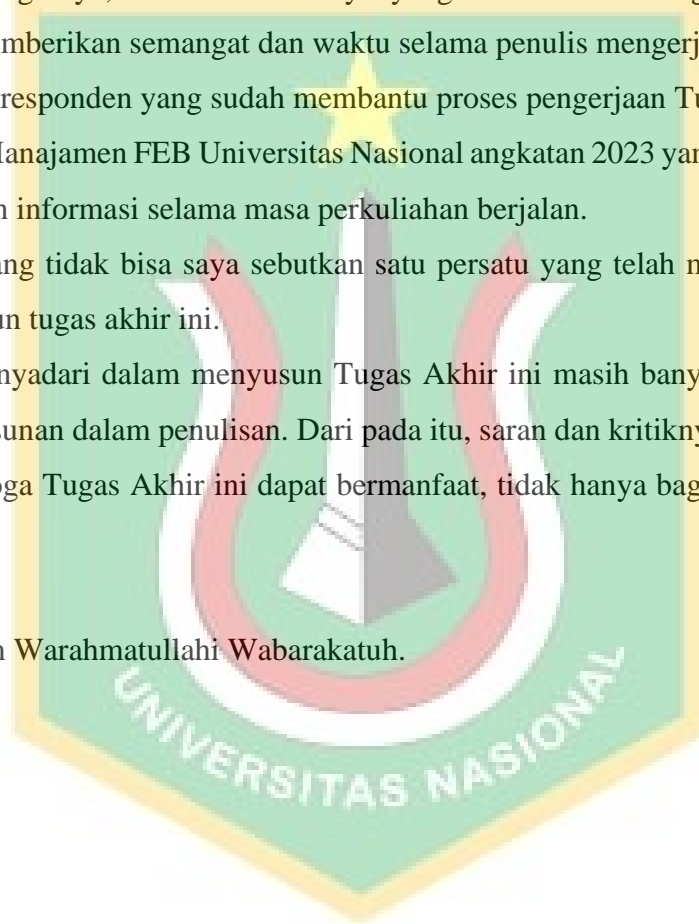 mberikan semangat dan waktu selama penulis mengerj
responden yang sudah membantu proses pengerjaan Tu
Manajamen FEB Universitas Nasional angkatan 2023 yan
n informasi selama masa perkuliahan berjalan.
ang tidak bisa saya sebutkan satu persatu yang telah m
un tugas akhir ini.
nyadari dalam menyusun Tugas Akhir ini masih bany
sunan dalam penulisan. Dari pada itu, saran dan kritikny
oga Tugas Akhir ini dapat bermanfaat, tidak hanya bag
n Warahmatullahi Wabarakatuh.
UNIVERSITAS NASIONAL